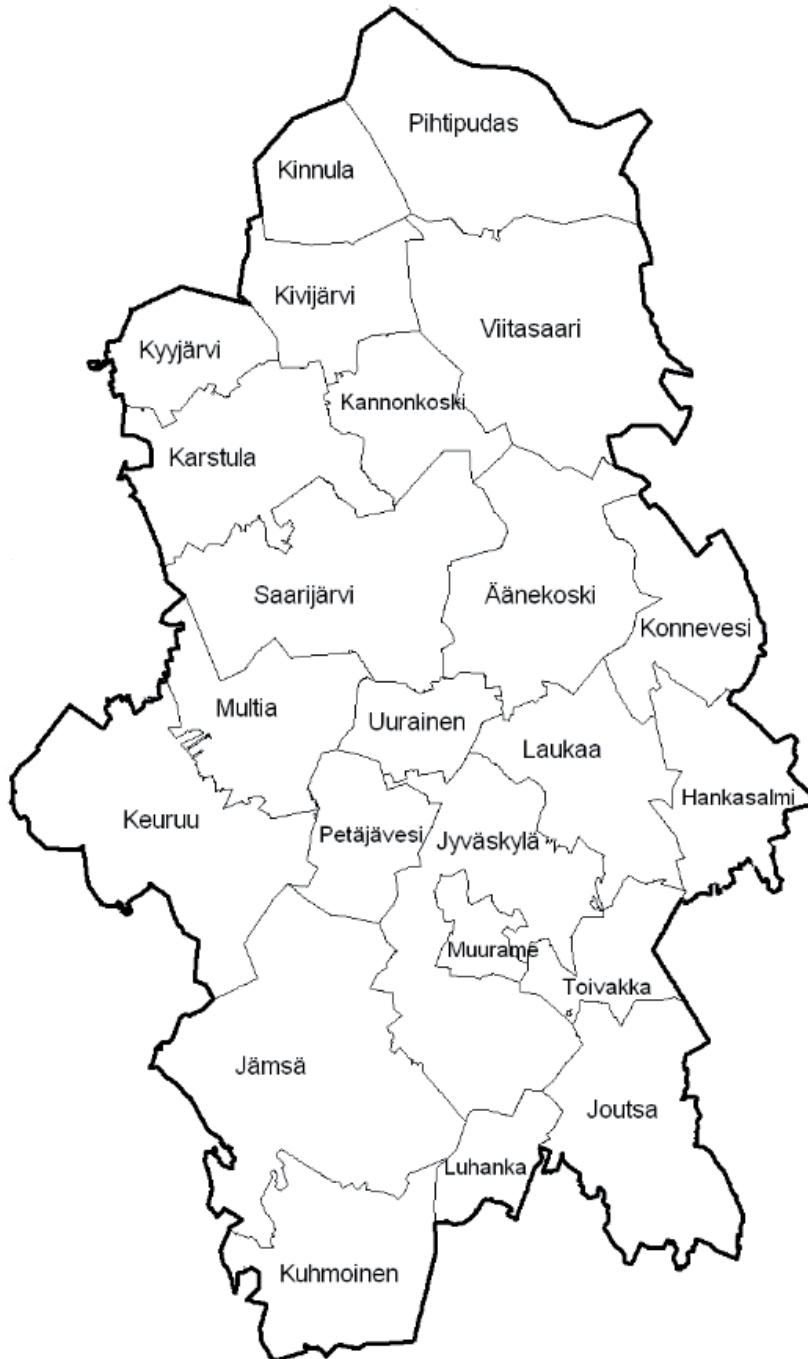 Pihtipudas
Kinnula
Kivijärvi
Viitasaari
Kyyjärvi
Kannonkoski
Karstula
Saarijärvi
Äänekoski
Konnevesi
Multia
Uurainen
Laukaa
Hankasalmi
Keuruu
Petäjävesi
Jyväskylä
Muurame
Toivakka
Jämsä
Joutsa
Luhanka
Kuhmoinen